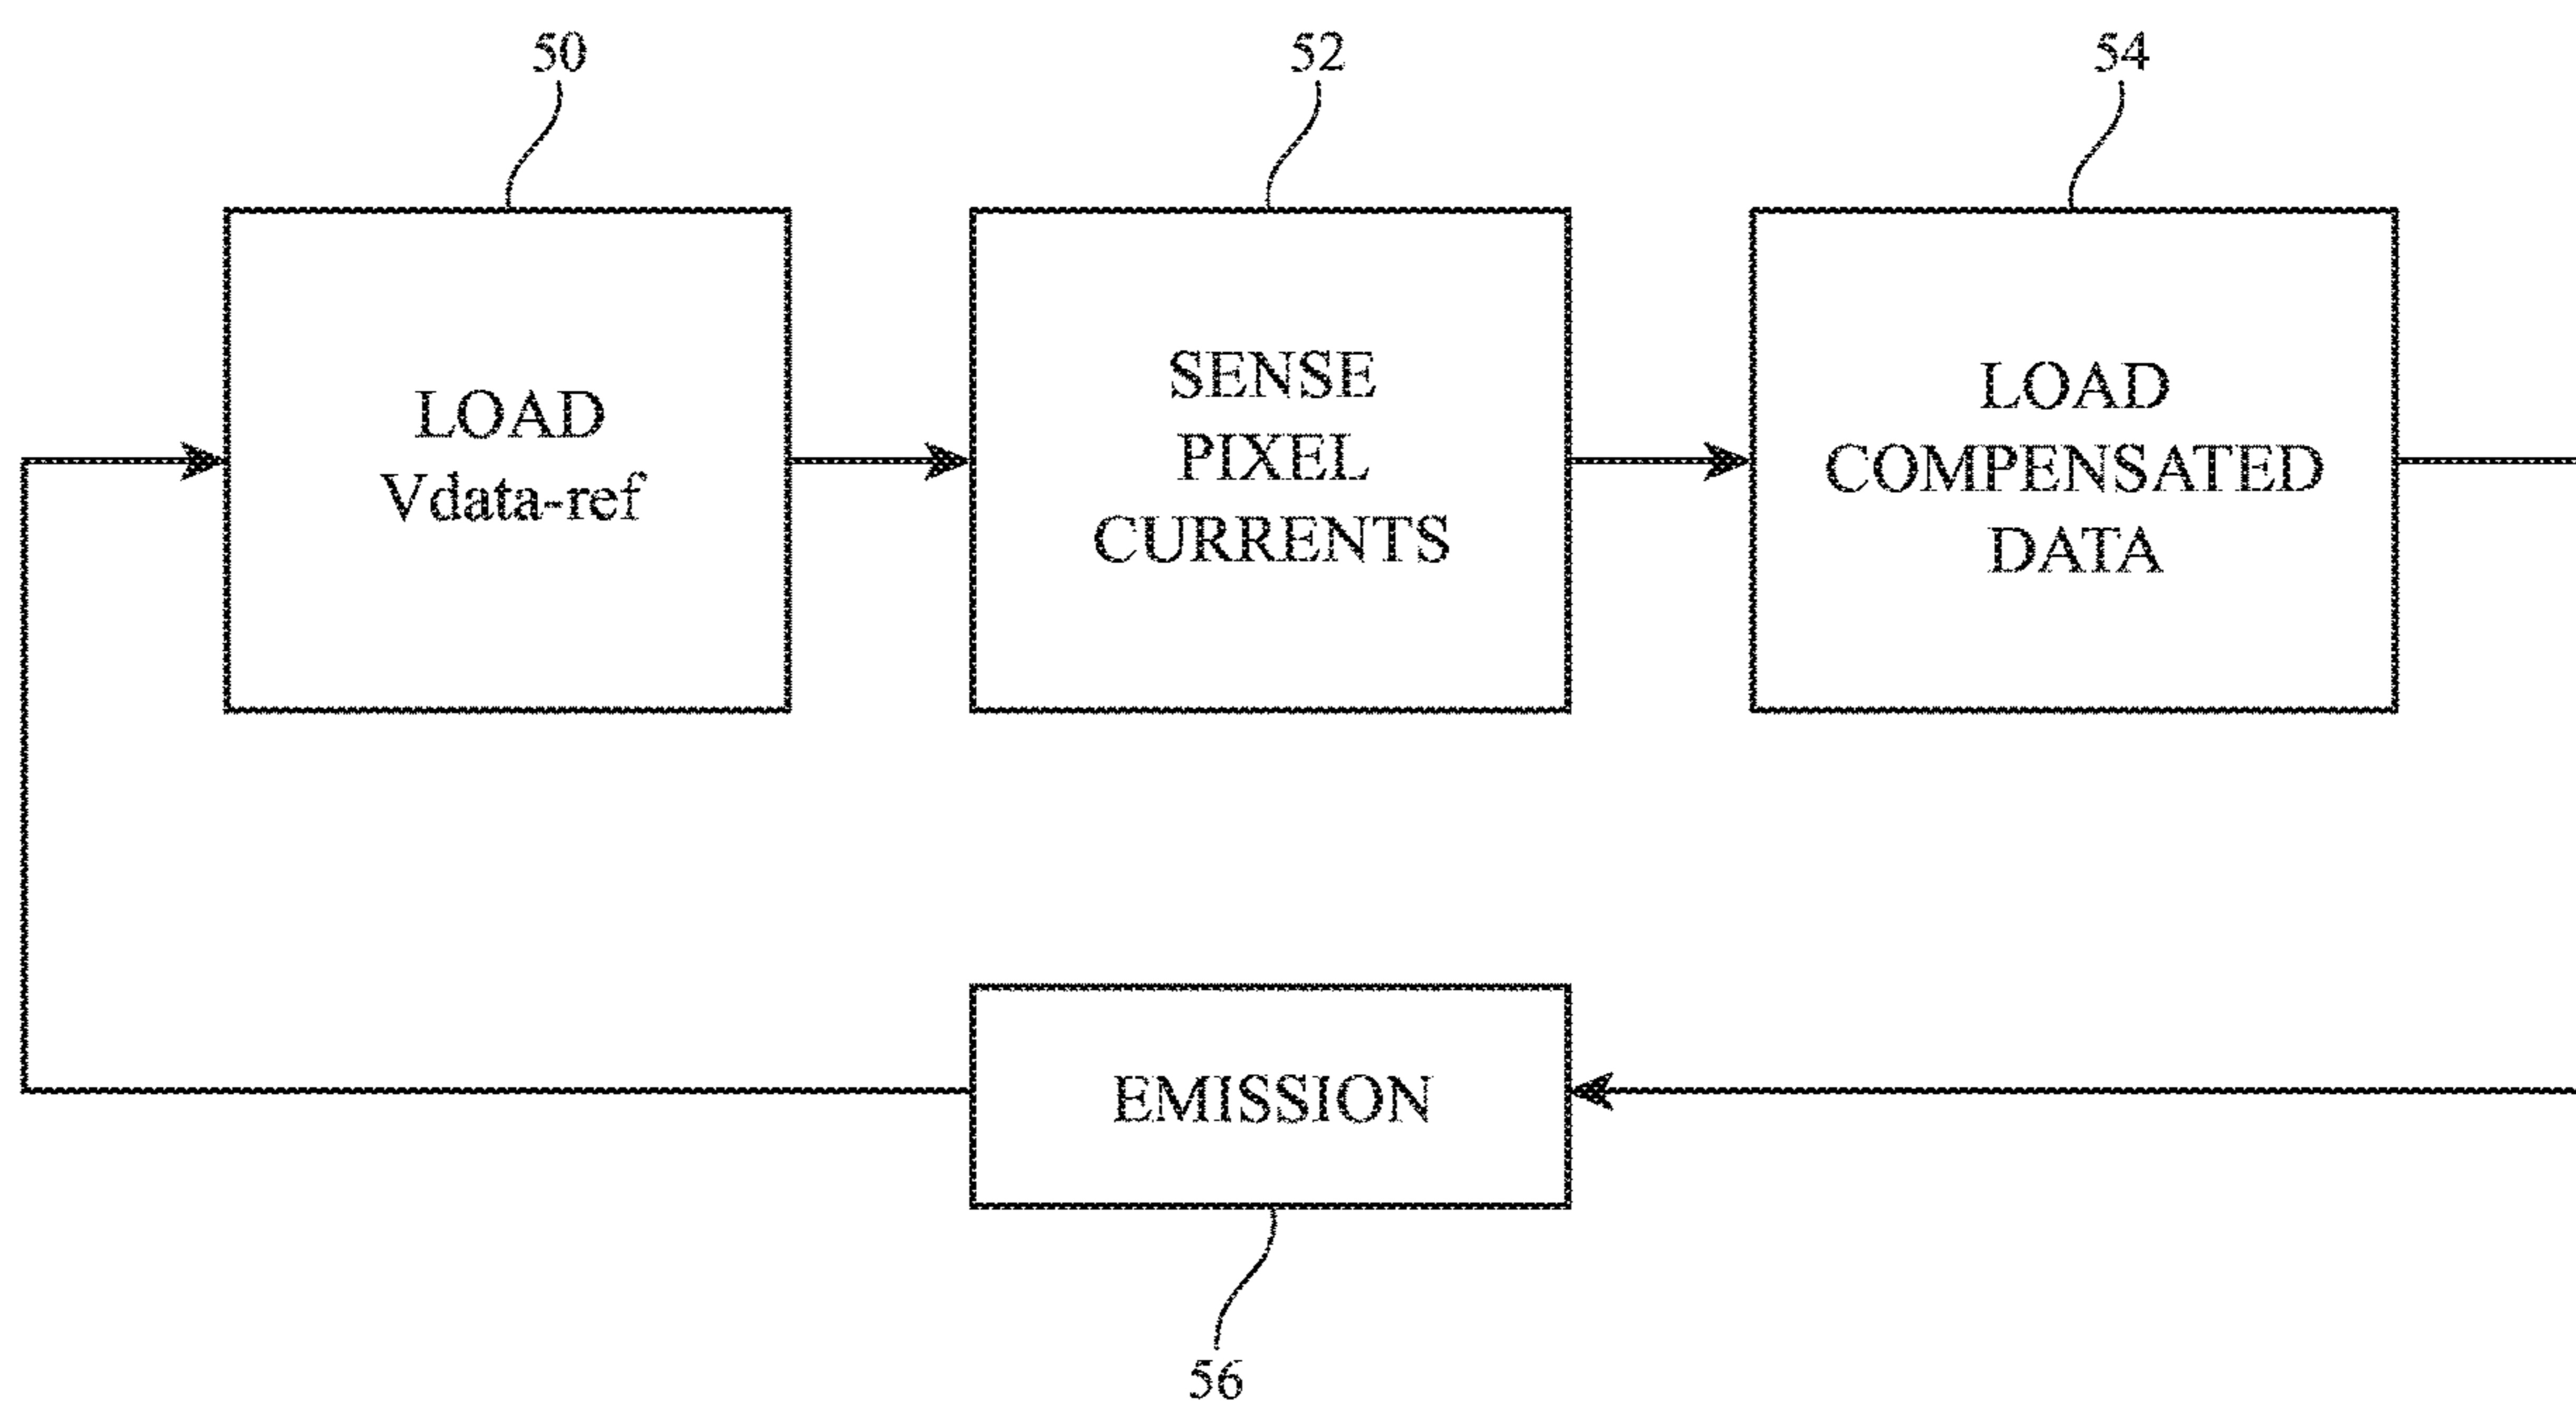 50
52
54
LOAD
Vdata-ref
SENSE
PIXEL
CURRENTS
LOAD
COMPENSATED
DATA
EMISSION
56